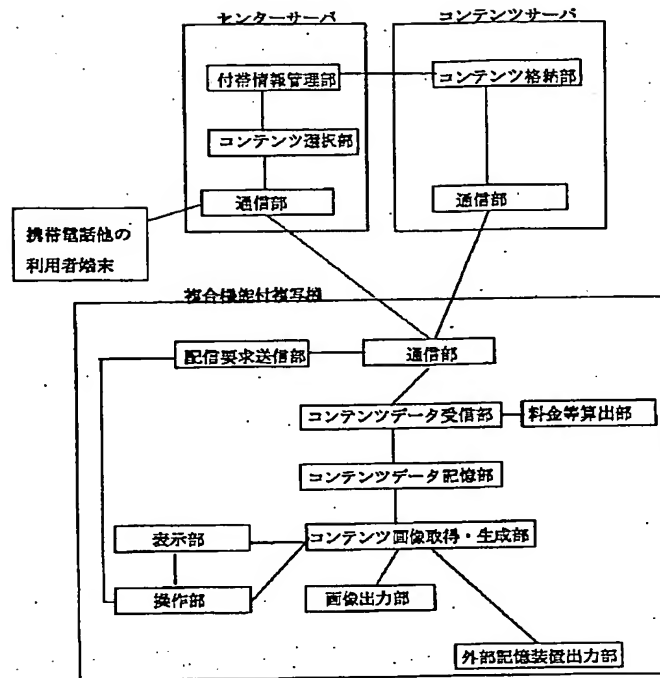 センターサーバ
コンテンツサーバ
付帯情報管理部
コンテンツ格納部
コンテンツ選択部
通信部
通信部
携帯電話他の
利用者端末
複合機能付複写機
配信要求送信部
通信部
コンテンツデータ受信部
料金等算出部
コンテンツデータ記憶部
表示部
コンテンツ画像取得・生成部
操作部
画像出力部
外部記憶装置出力部